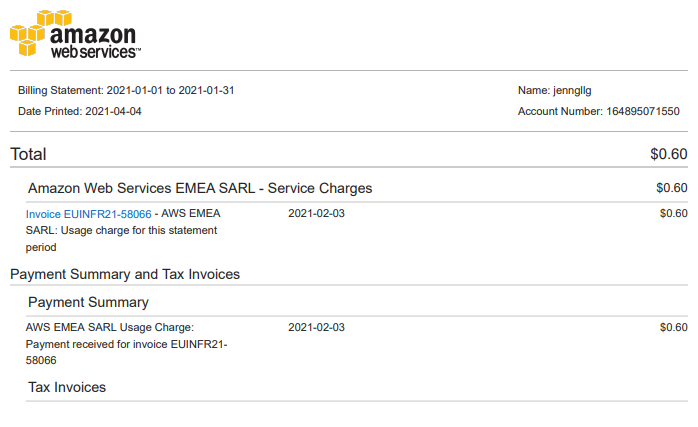 amazon
webservices™
Billing Statement: 2021-01-01 to 2021-01-31
Name: jenngllg
Date Printed: 2021-04-04
Account Number: 164895071550
Total $0.60
Amazon Web Services EMEA SARL - Service Charges $0.60
Invoice EUINFR21-58066 - AWS EMEA 2021-02-03 $0.60
SARL: Usage charge for this statement
period
Payment Summary and Tax Invoices
Payment Summary
AWS EMEA SARL Usage Charge: 2021-02-03 $0.60
Payment received for invoice EUINFR21-
58066
Tax Invoices